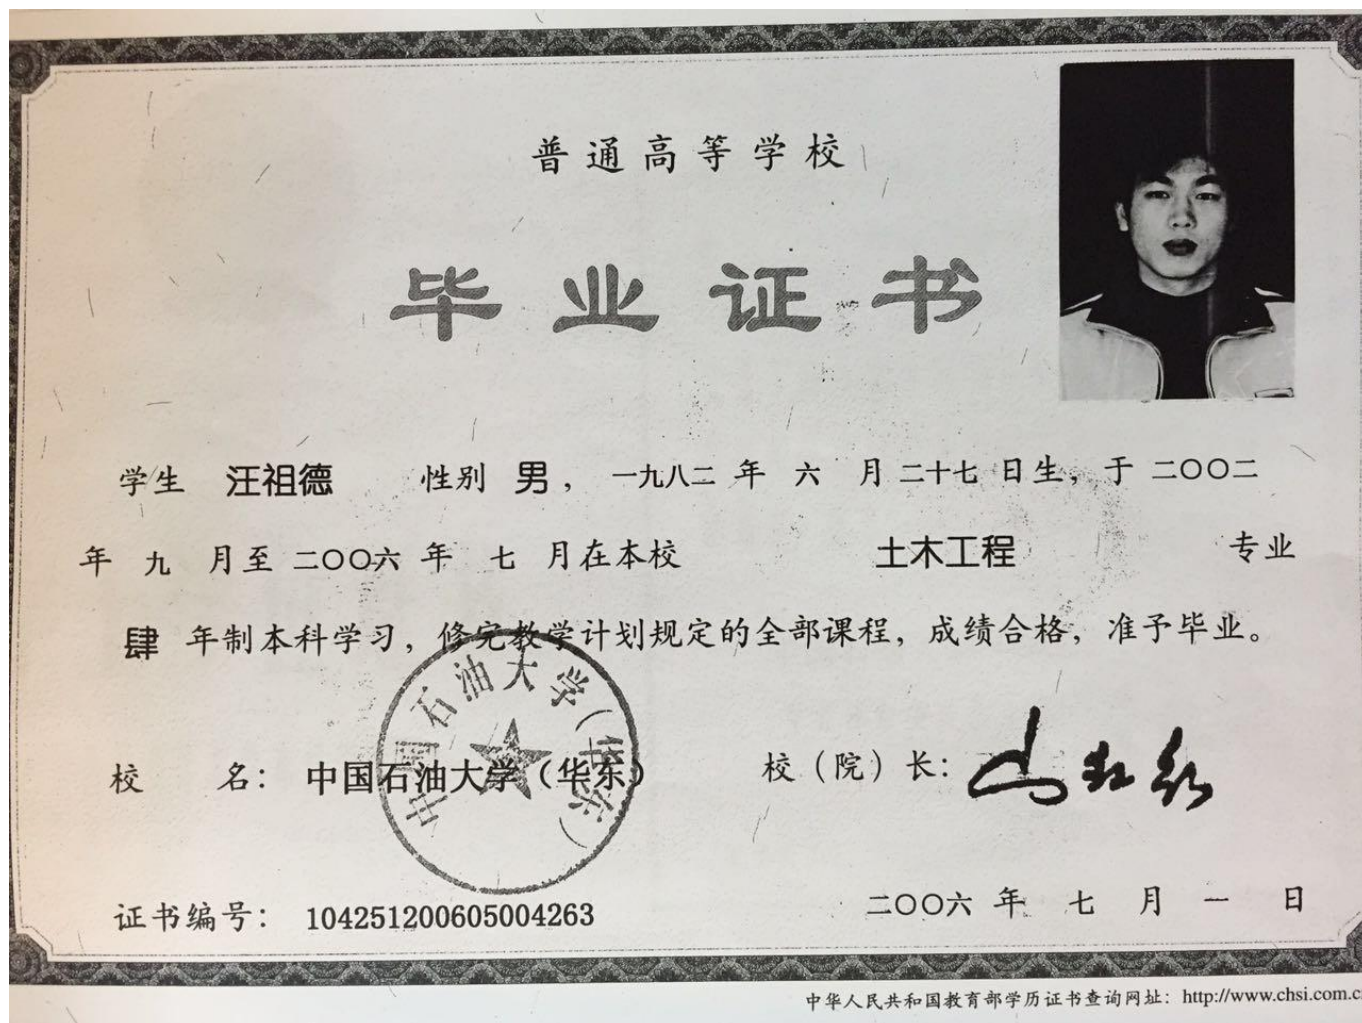 普通高等学校
毕业证书
学生 汪祖德 性别 男，一九八二 年 六 月 二十七 日生，于 二〇〇二
年 九 月至 二〇〇六 年 七 月在本校 土木工程 专业
肆 年制本科学习，修完教学计划规定的全部课程，成绩合格，准予毕业。
中国石油大学（华东）
校 名：中国石油大学（华东） 校（院）长：
证书编号：104251200605004263 二〇〇六 年 七 月 一 日
中华人民共和国教育部学历证书查询网址：http://www.chsi.com.c